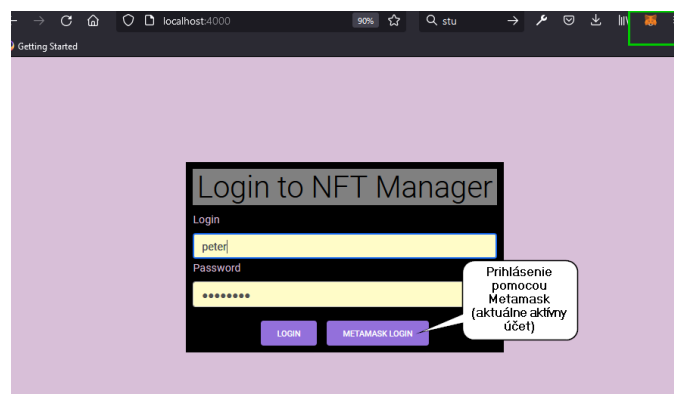 localhost:4000
90%
stu
Getting Started
Login to NFT Manager
Login
peter
Password
Prihlásenie
pomocou
Metamask
(aktuálne aktívny
účet)
LOGIN
METAMASK LOGIN